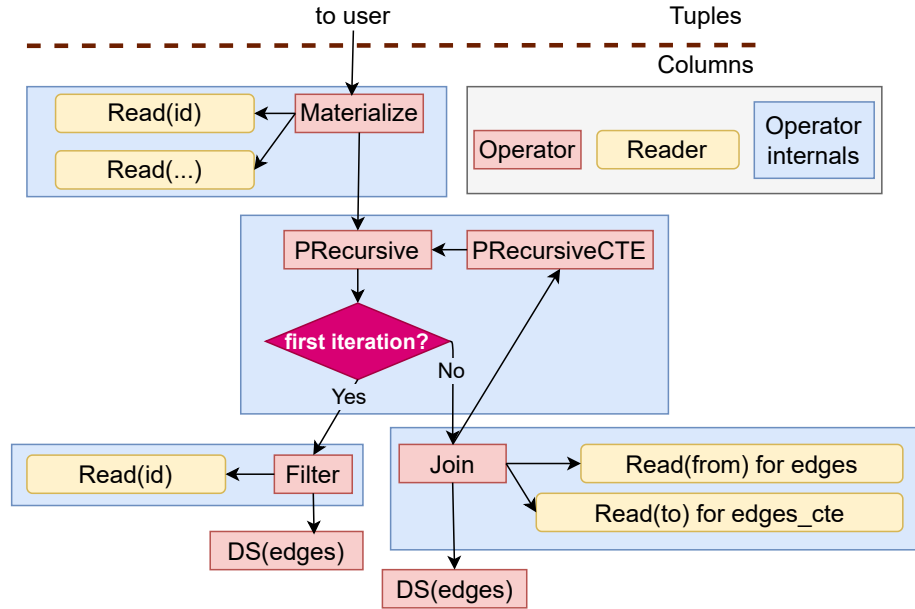 to user
Tuples
Columns
Read(id)
Materialize
Read(...)
Operator
Reader
Operator
internals
PRecursive
PRecursiveCTE
first iteration?
No
Yes
Read(id)
Filter
Join
Read(from) for edges
Read(to) for edges_cte
DS(edges)
DS(edges)